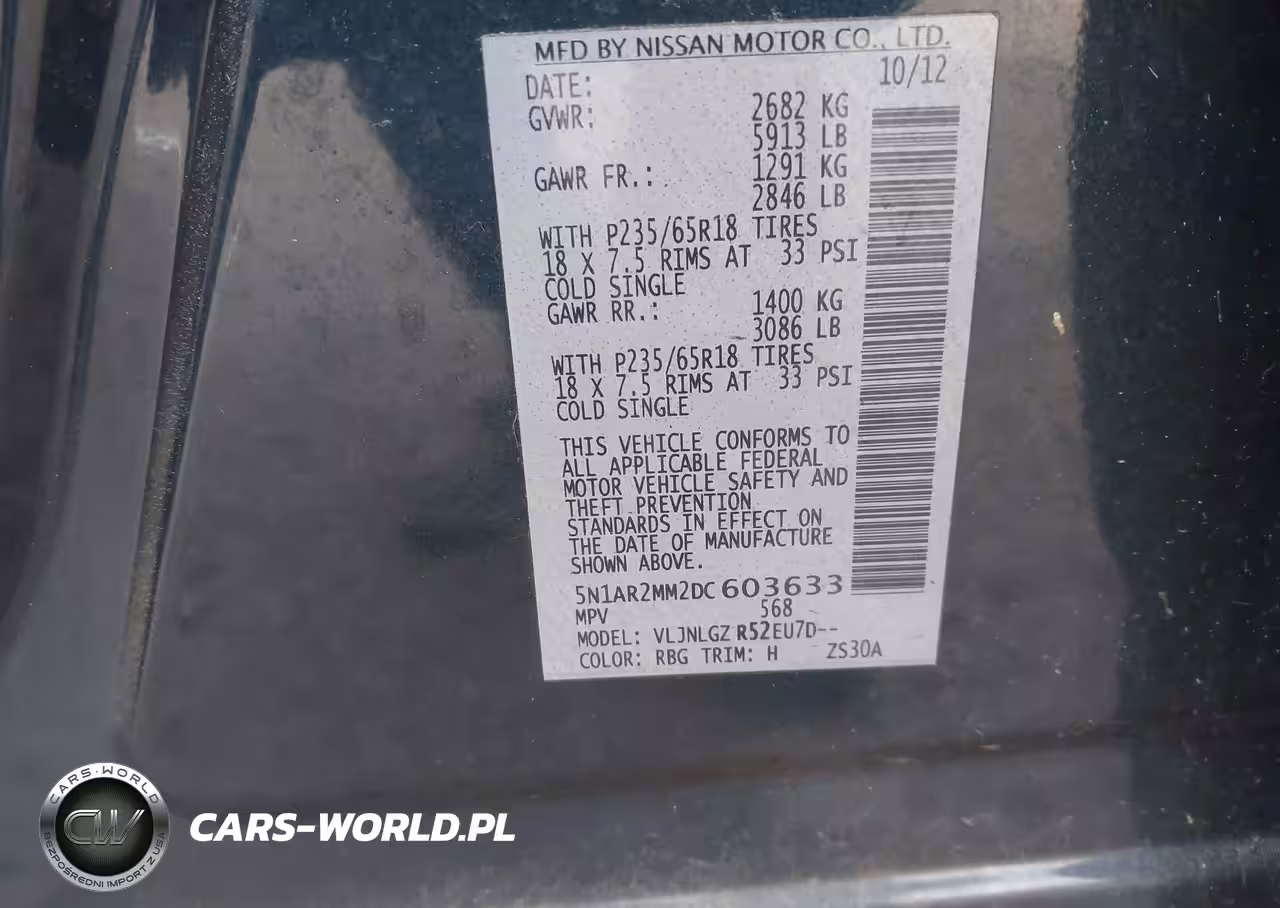 MFD BY NISSAN MOTOR CO., LTD.
DATE: 10/12
GVWR: 2682 KG
5913 LB
GAWR FR.: 1291 KG
2846 LB
WITH P235/65R18 TIRES
18 X 7.5 RIMS AT 33 PSI
COLD SINGLE
GAWR RR.: 1400 KG
3086 LB
WITH P235/65R18 TIRES
18 X 7.5 RIMS AT 33 PSI
COLD SINGLE
THIS VEHICLE CONFORMS TO
ALL APPLICABLE FEDERAL
MOTOR VEHICLE SAFETY AND
THEFT PREVENTION
STANDARDS IN EFFECT ON
THE DATE OF MANUFACTURE
SHOWN ABOVE.
5N1AR2MM2DC603633
MPV 568
MODEL: VLJNLGZ R52EU7D--
COLOR: RBG TRIM: H ZS30A
CARS-WORLD
CW
BEZPOŚREDNI IMPORT Z USA
CARS-WORLD.PL